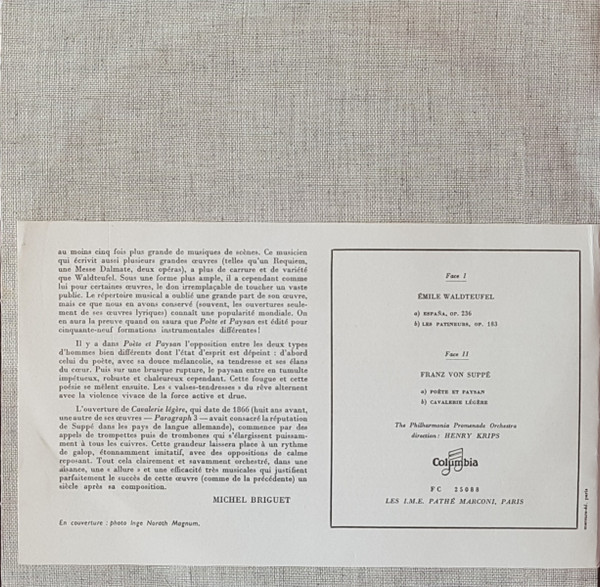 au moins cinq fois plus grande de musiques de scènes. Ce musicien
qui écrivit aussi plusieurs grandes œuvres (telles qu'un Requiem,
une Messe Dalmate, deux opéras), a plus de carrure et de variété
que Waldteufel. Sous une forme plus ample, il a cependant comme
lui pour certaines œuvres, le don irremplaçable de toucher un vaste
public. Le répertoire musical a oublié une grande part de son œuvre,
mais ce que nous en avons conservé (souvent, les ouvertures seule-
ment de ses œuvres lyriques) connaît une popularité mondiale. On
en aura la preuve quand on saura que Poète et Paysan est édité pour
cinquante-neuf formations instrumentales différentes !
Il y a dans Poète et Paysan l'opposition entre les deux types
d'hommes bien différents dont l'état d'esprit est dépeint : d'abord
celui du poète, avec sa douce mélancolie, sa tendresse et ses élans
du cœur. Puis sur une brusque rupture, le paysan entre en tumulte
impétueux, robuste et chaleureux cependant. Cette fougue et cette
poésie se mêlent ensuite. Les « valses-tendresses » du rêve alternent
avec la violence vivace de la force active et drue.
L'ouverture de Cavalerie légère, qui date de 1866 (huit ans avant,
une autre de ses œuvres — Paragraph 3 — avait consacré la réputation
de Suppé dans les pays de langue allemande), commence par des
appels de trompettes puis de trombones qui s'élargissent puissam-
ment à tous les cuivres. Cette grandeur laissera place à un rythme
de galop, étonnamment imitatif, avec des oppositions de calme
reposant. Tout cela clairement et savamment orchestré, dans une
aisance, une « allure » et une efficacité très musicales qui justifient
parfaitement le succès de cette œuvre (comme de la précédente) un
siècle après sa composition.
MICHEL BRIGUET
En couverture : photo Inge Morath Magnum.
Face I
ÉMILE WALDTEUFEL
a) ESPAÑA, OP. 236
b) LES PATINEURS, OP. 183
Face II
FRANZ VON SUPPÉ
a) POÈTE ET PAYSAN
b) CAVALERIE LÉGÈRE
The Philharmonia Promenade Orchestra
direction : HENRY KRIPS
Columbia
FC 25088
LES I.M.E. PATHÉ MARCONI, PARIS